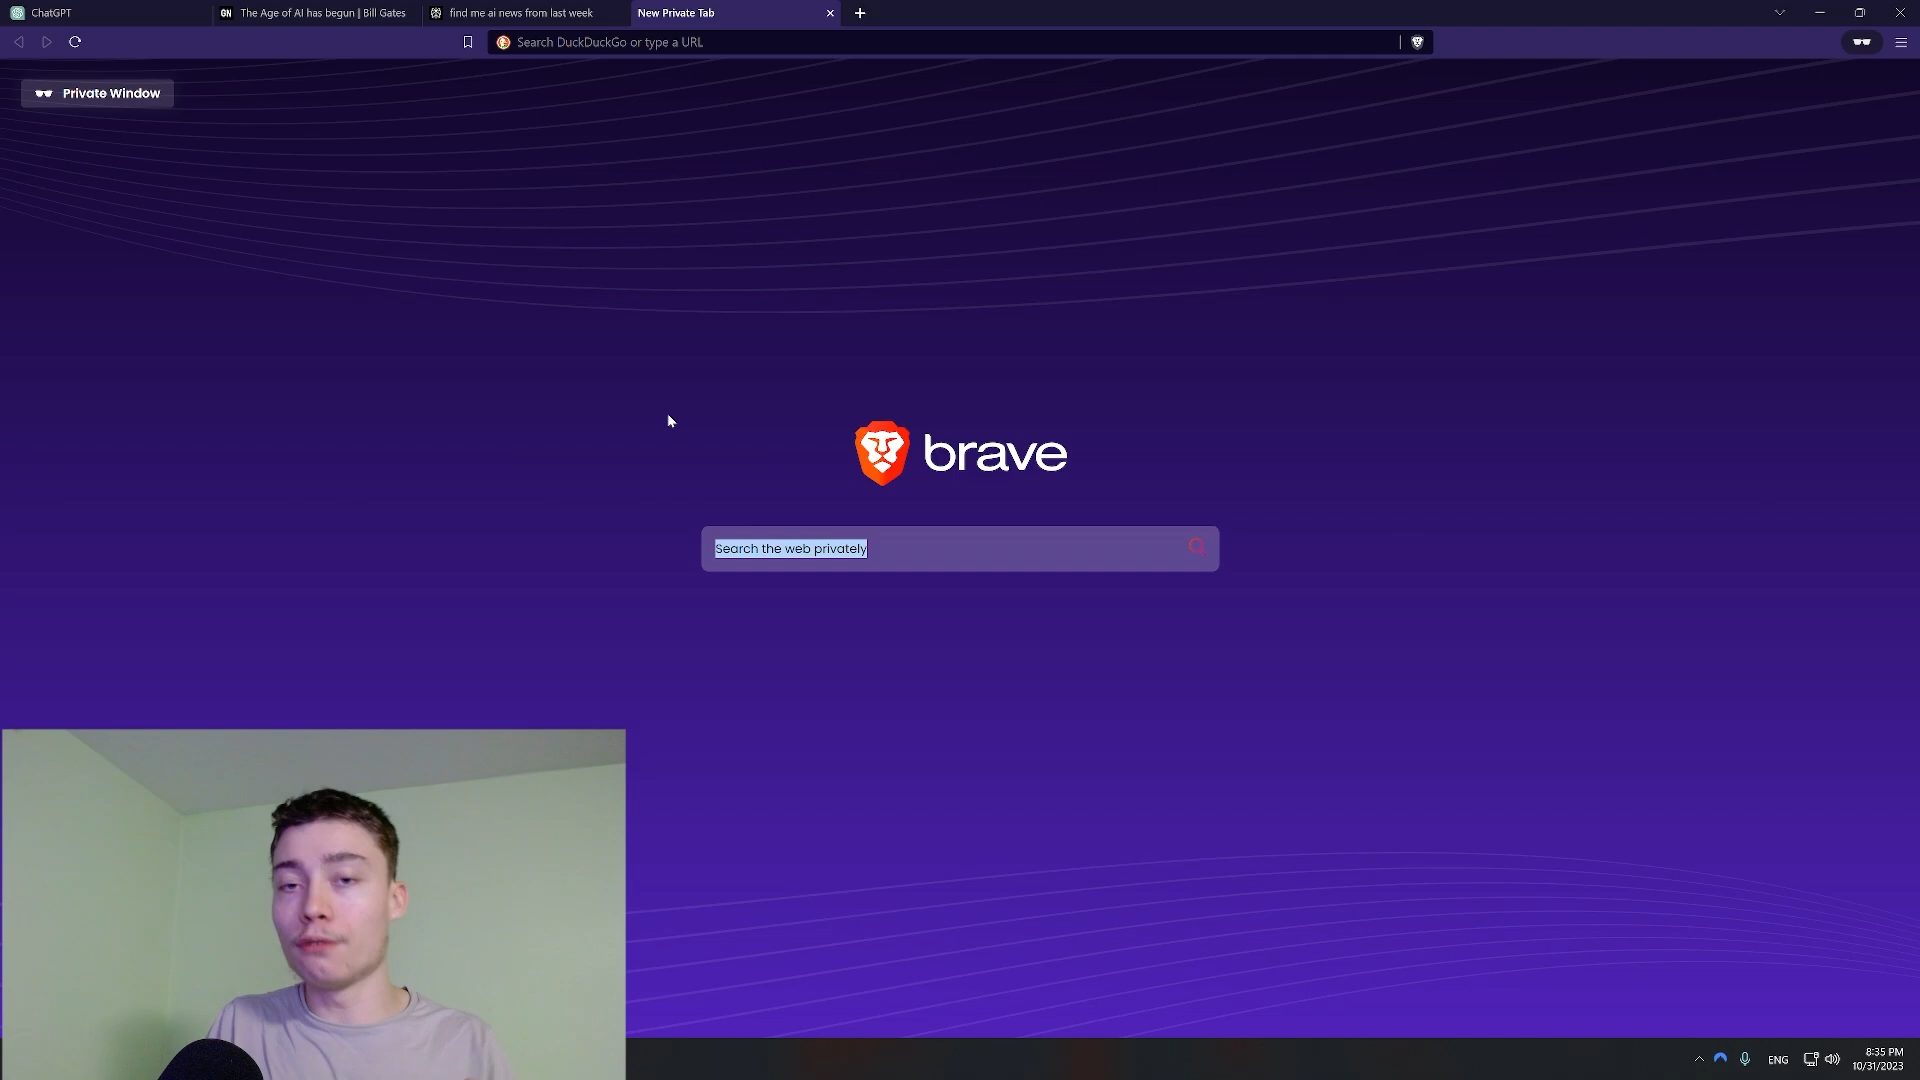 ChatGPT
GN The Age of AI has begun | Bill Gates
find me ai news from last week
New Private Tab
Search DuckDuckGo or type a URL
Private Window
brave
Search the web privately
ENG
8:35 PM
10/31/2023